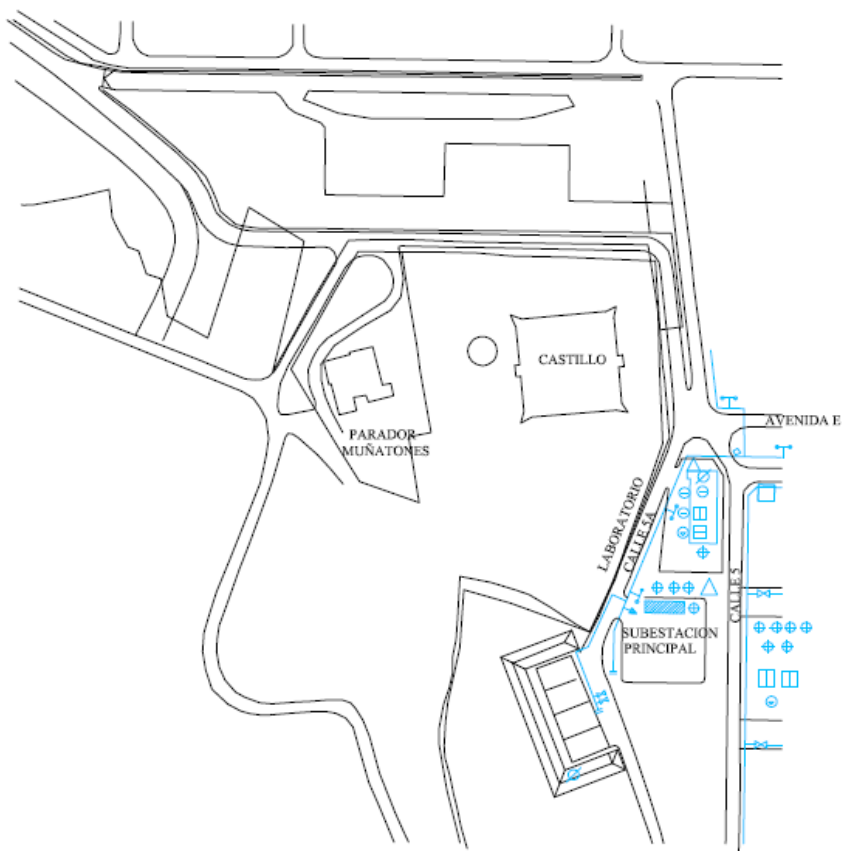 CASTILLO
AVENIDA E
PARADOR
MUÑATONES
LABORATORIO
CALLE 5A
CALLE 5
SUBESTACION
PRINCIPAL